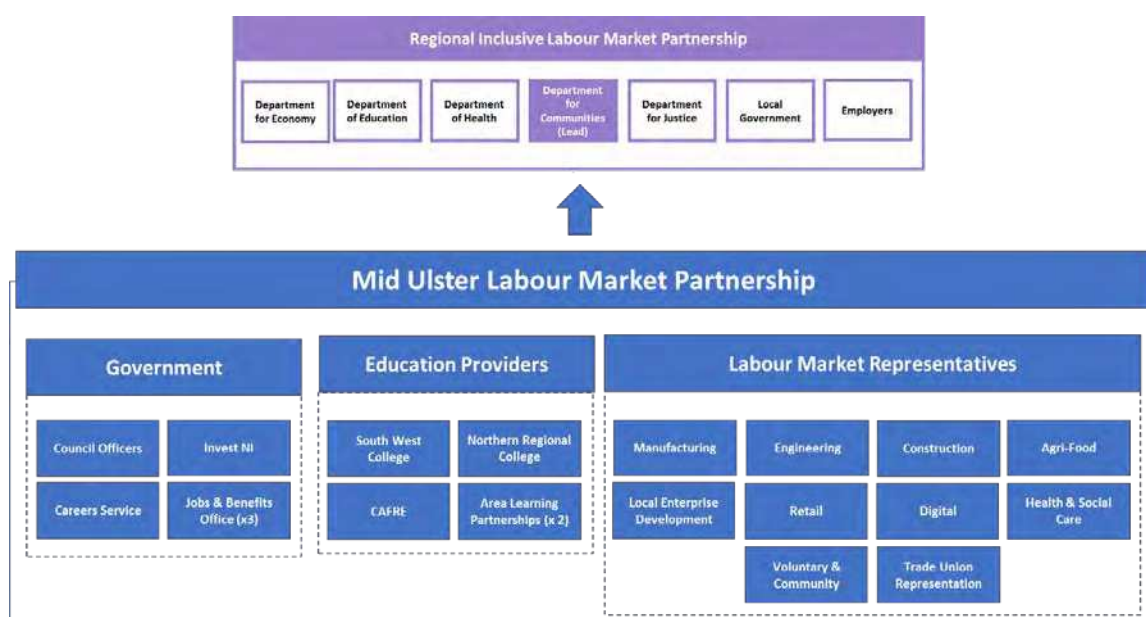 Regional Inclusive Labour Market Partnership
Department
for Economy
Department
of Education
Department
of Health
Department
for
Communities
(Lead)
Department
for Justice
Local
Government
Employers
Mid Ulster Labour Market Partnership
Government
Education Providers
Labour Market Representatives
Council Officers
Invest NI
Careers Service
Jobs & Benefits
Office (x3)
South West
College
Northern Regional
College
CAFRE
Area Learning
Partnerships (x 2)
Manufacturing
Engineering
Construction
Agri-Food
Local Enterprise
Development
Retail
Digital
Health & Social
Care
Voluntary &
Community
Trade Union
Representation